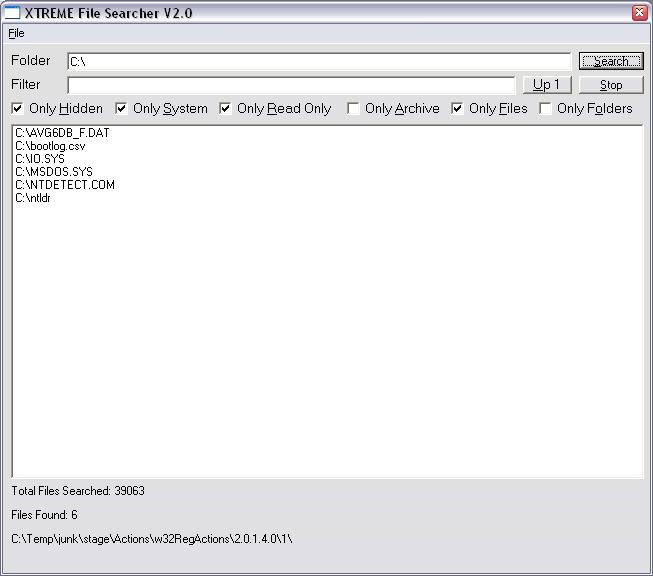 XTREME File Searcher V2.0
File
Folder C:\ Search
Filter Up 1 Stop
Only Hidden Only System Only Read Only Only Archive Only Files Only Folders
C:\AVG6DB_F.DAT
C:\bootlog.csv
C:\IO.SYS
C:\MSDOS.SYS
C:\NTDETECT.COM
C:\ntldr
Total Files Searched: 39063
Files Found: 6
C:\Temp\junk\stage\Actions\w32RegActions\2.0.1.4.0\1\